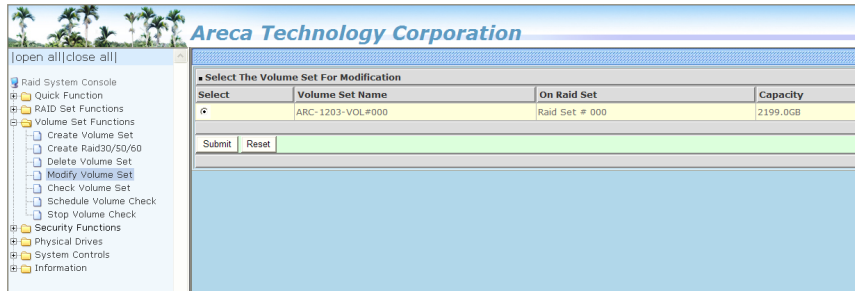 Areca Technology Corporation
|open all|close all|
Raid System Console
Quick Function
RAID Set Functions
Volume Set Functions
Create Volume Set
Create Raid30/50/60
Delete Volume Set
Modify Volume Set
Check Volume Set
Schedule Volume Check
Stop Volume Check
Security Functions
Physical Drives
System Controls
Information
Select The Volume Set For Modification
Select Volume Set Name On Raid Set Capacity
ARC-1203-VOL#000 Raid Set # 000 2199.0GB
Submit Reset